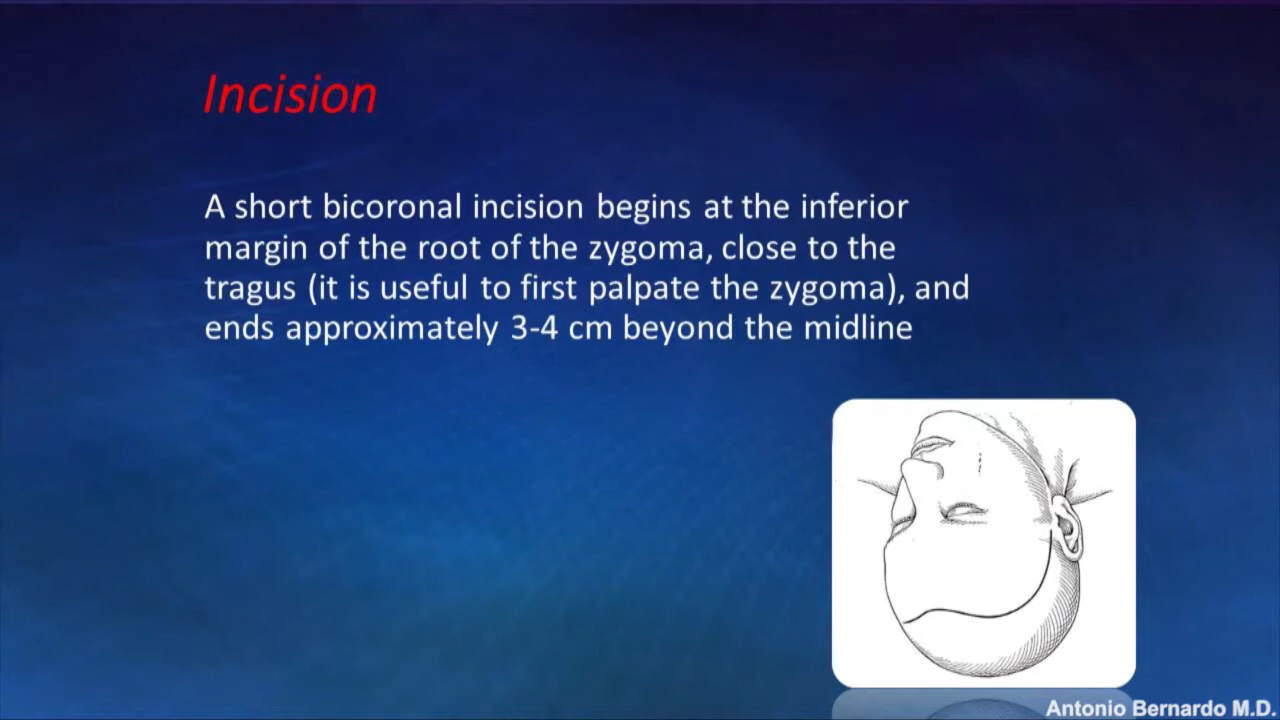 Incision
A short bicoronal incision begins at the inferior
margin of the root of the zygoma, close to the
tragus (it is useful to first palpate the zygoma), and
ends approximately 3-4 cm beyond the midline
Antonio Bernardo M.D.